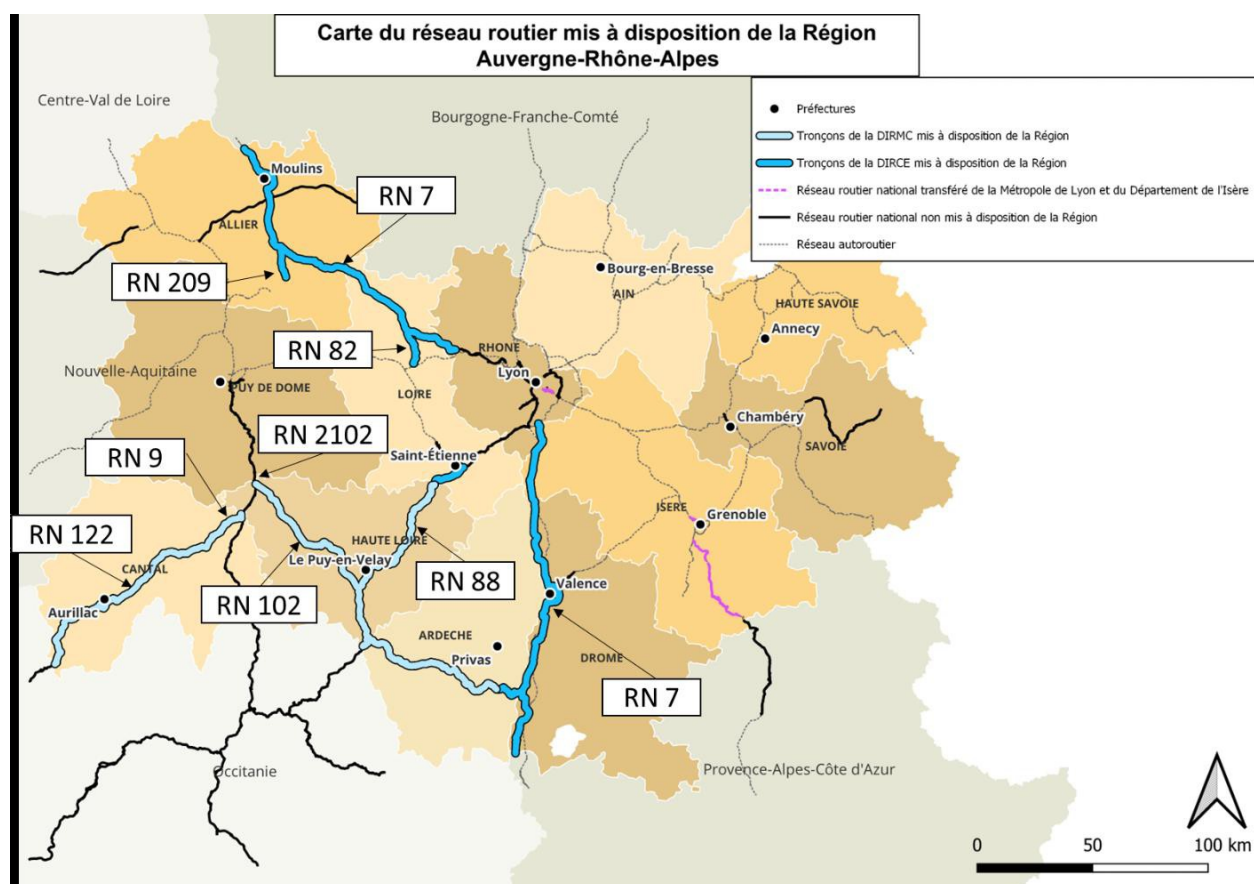 Carte du réseau routier mis à disposition de la Région
Auvergne-Rhône-Alpes
Centre-Val de Loire
Bourgogne-Franche-Comté
Préfectures
Tronçons de la DIRMC mis à disposition de la Région
Tronçons de la DIRCE mis à disposition de la Région
Réseau routier national transféré de la Métropole de Lyon et du Département de l'Isère
Réseau routier national non mis à disposition de la Région
Réseau autoroutier
Moulins
RN 7
ALLIER
RN 209
Bourg-en-Bresse
AIN
HAUTE SAVOIE
Annecy
RN 82
RHONE
Nouvelle-Aquitaine
PUY DE DOME
Lyon
LOIRE
RN 2102
Chambéry
SAVOIE
RN 9
Saint-Étienne
ISERE
Grenoble
RN 122
HAUTE LOIRE
Le Puy-en-Velay
CANTAL
RN 88
Valence
Aurillac
RN 102
ARDECHE
Privas
DROME
RN 7
Occitanie
Provence-Alpes-Côte d'Azur
0
50
100 km